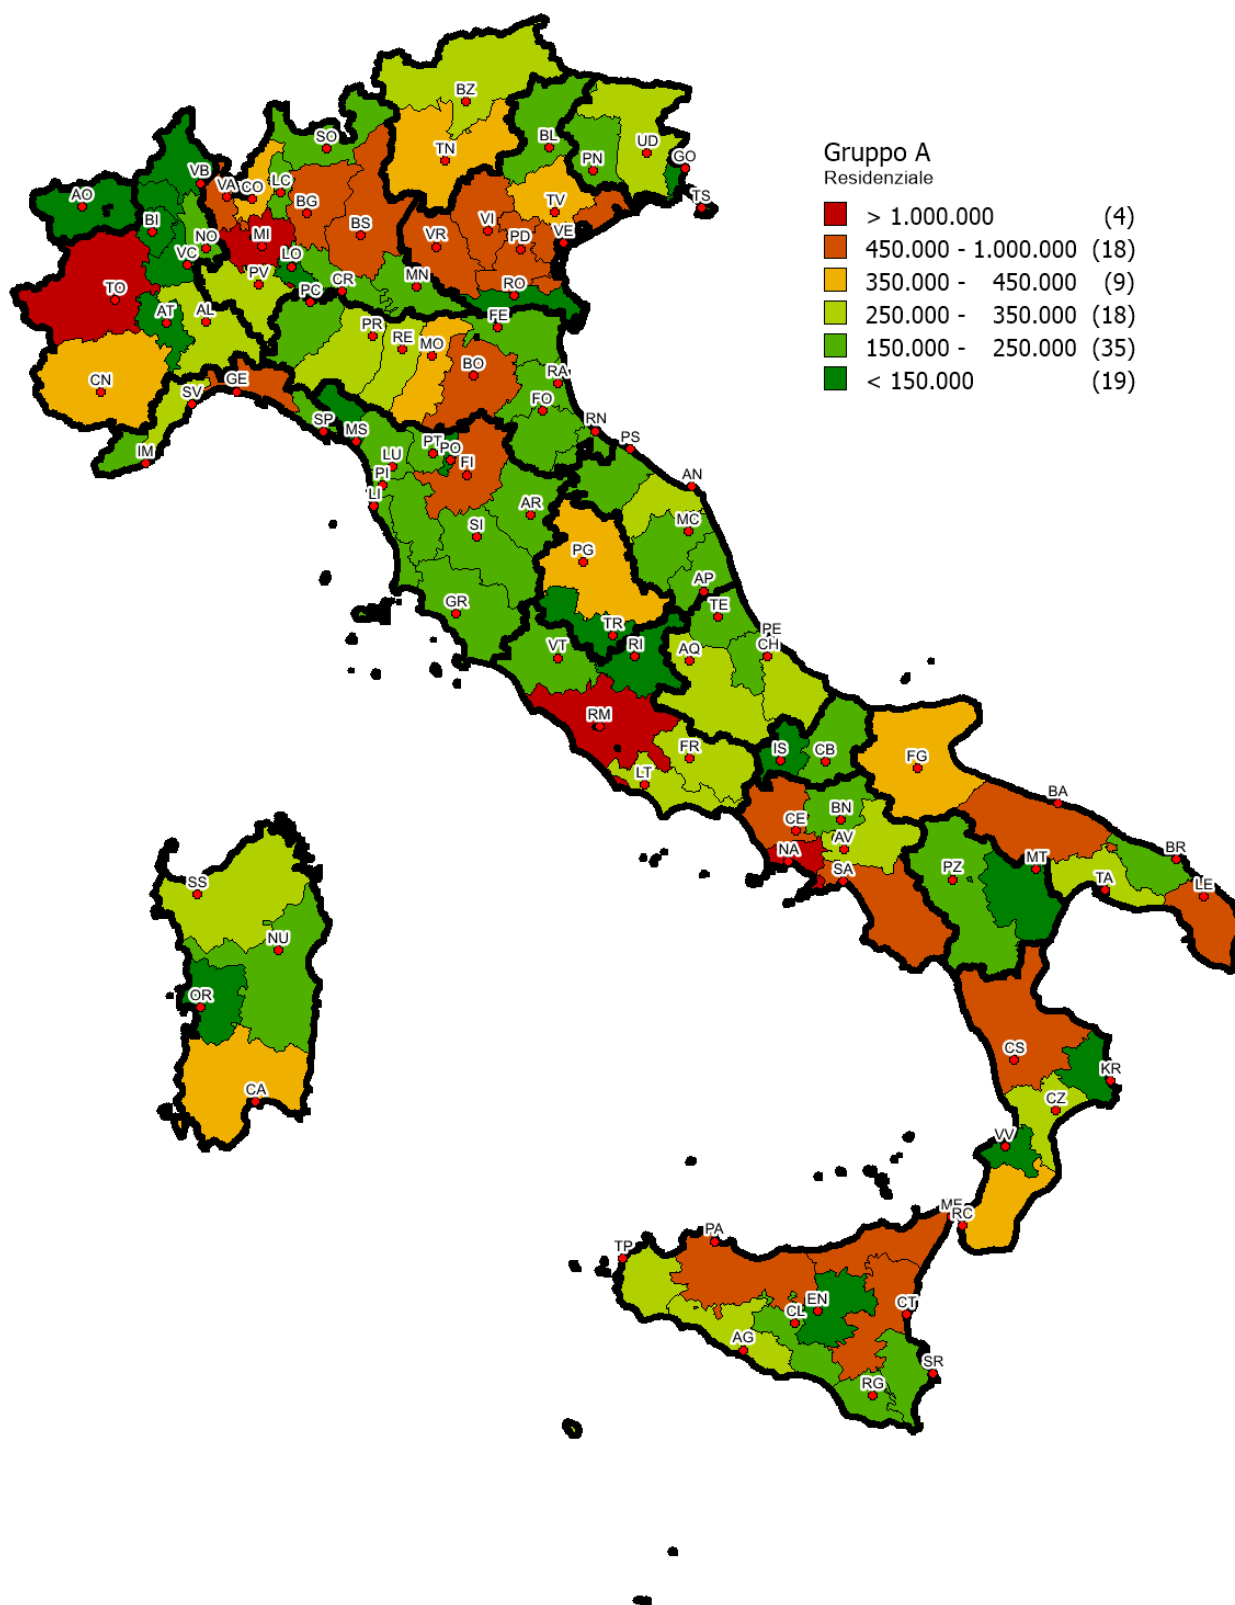 Gruppo A
Residenziale
> 1.000.000 (4)
450.000 - 1.000.000 (18)
350.000 - 450.000 (9)
250.000 - 350.000 (18)
150.000 - 250.000 (35)
< 150.000 (19)
BZ
SO
TN
BL
UD
PN
GO
TS
AO
VB
VA
CO
LC
BG
BI
NO
MI
BS
VR
VI
TV
PD
VE
VC
LO
PV
CR
MN
RO
TO
PC
AT
AL
PR
RE
MO
FE
BO
RA
CN
SV
GE
FO
RN
IM
SP
MS
PT
PO
LU
FI
PS
PI
LI
AN
AR
SI
MC
PG
AP
GR
TE
TR
RI
VT
AQ
PE
CH
RM
FR
LT
IS
CB
FG
CE
BN
BA
NA
AV
SA
PZ
MT
BR
TA
LE
SS
NU
OR
CA
CS
KR
CZ
VV
ME
RC
PA
TP
EN
CL
CT
AG
SR
RG